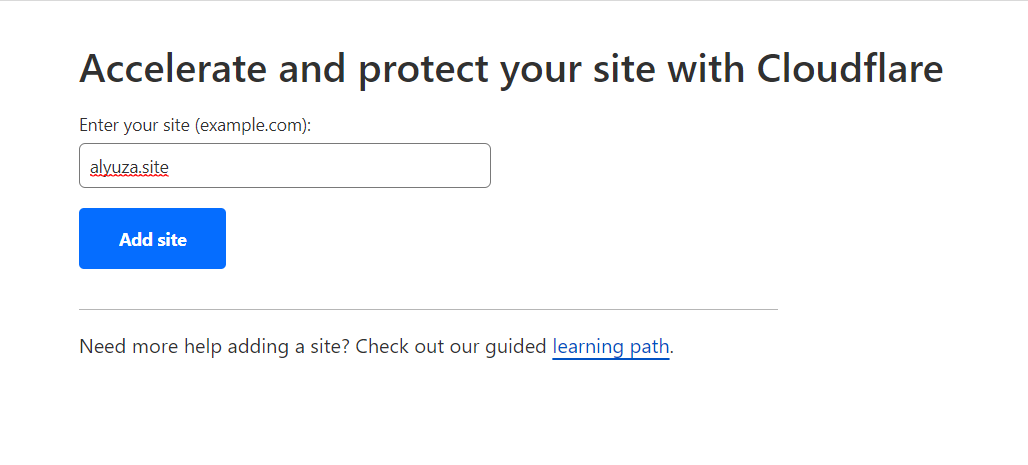 Accelerate and protect your site with Cloudflare
Enter your site (example.com):
alyuza.site
Add site
Need more help adding a site? Check out our guided learning path.